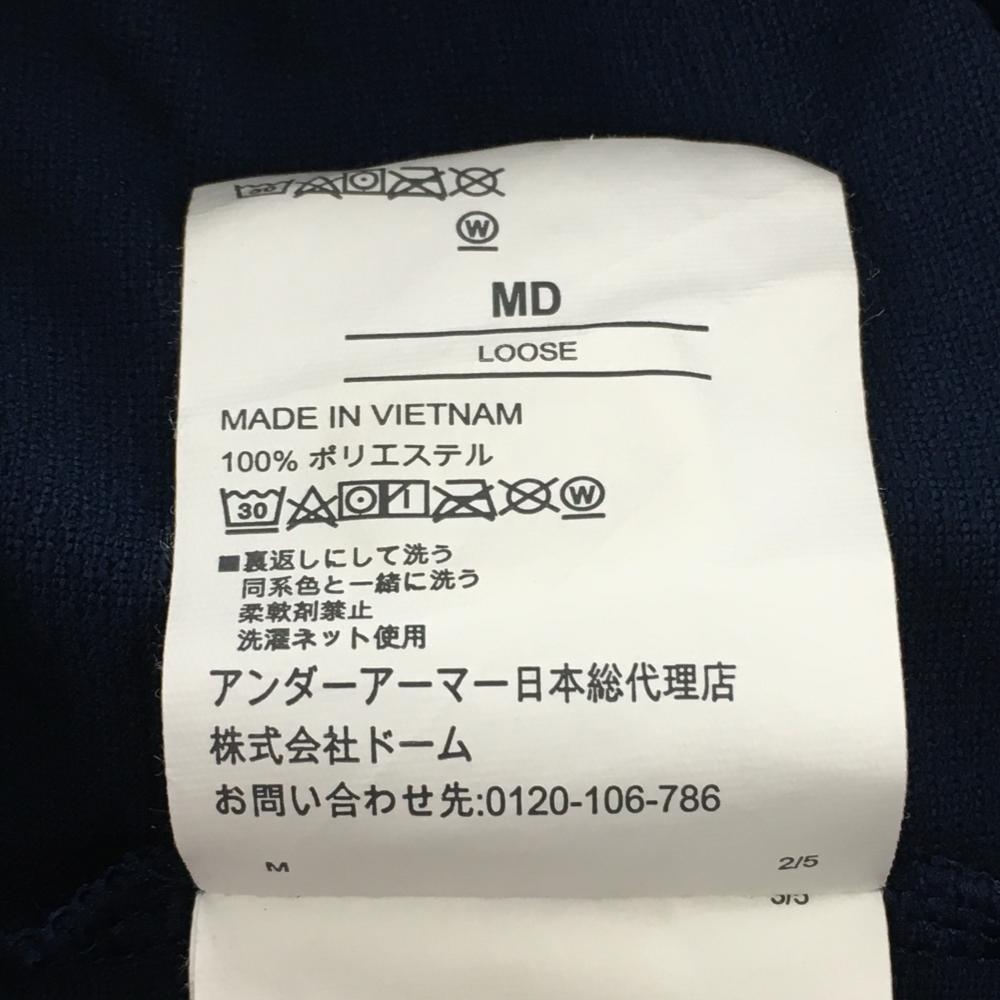 W
MD
LOOSE
MADE IN VIETNAM
100% ポリエステル
30 W
■裏返しにして洗う
同系色と一緒に洗う
柔軟剤禁止
洗濯ネット使用
アンダーアーマー日本総代理店
株式会社ドーム
お問い合わせ先:0120-106-786
M 2/5
3/5